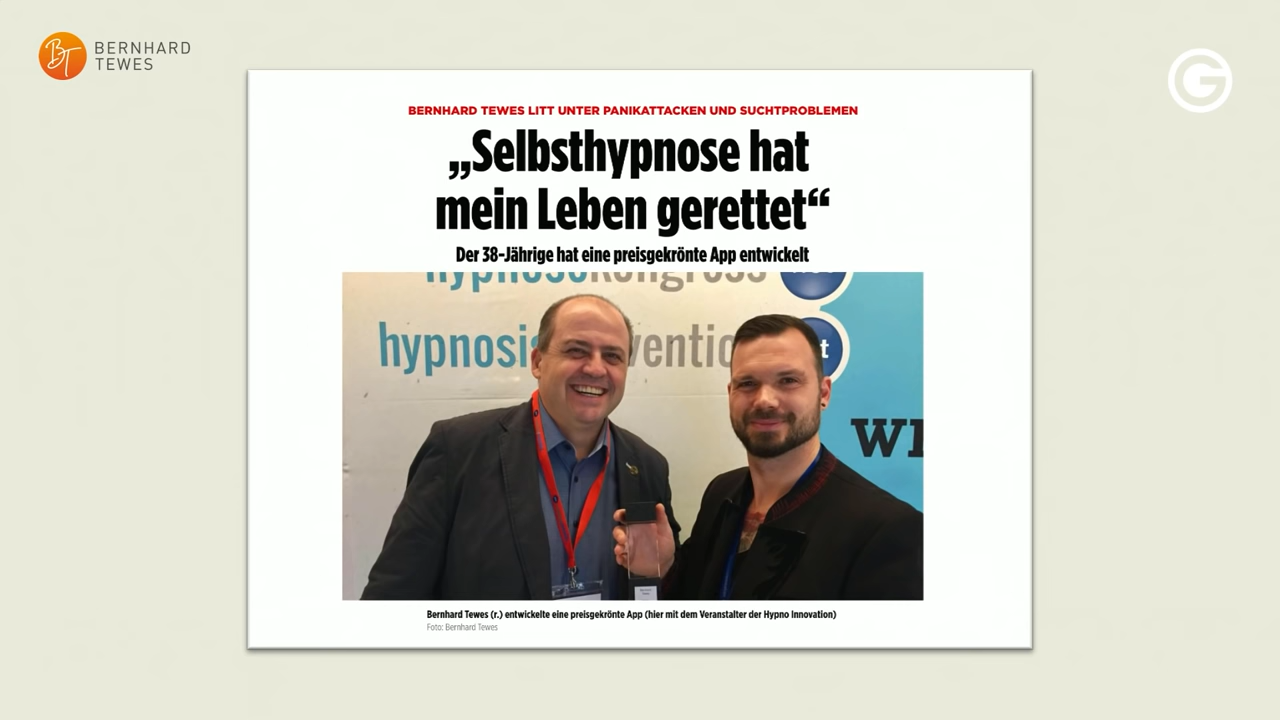 BERNHARD
TEWES
G
BERNHARD TEWES LITT UNTER PANIKATTACKEN UND SUCHTPROBLEMEN
„Selbsthypnose hat
mein Leben gerettet“
Der 38-Jährige hat eine preisgekrönte App entwickelt
hypnosekongress
hypnosis ventio t
WI
Bernhard Tewes (r.) entwickelte eine preisgekrönte App (hier mit dem Veranstalter der Hypno Innovation)
Foto: Bernhard Tewes